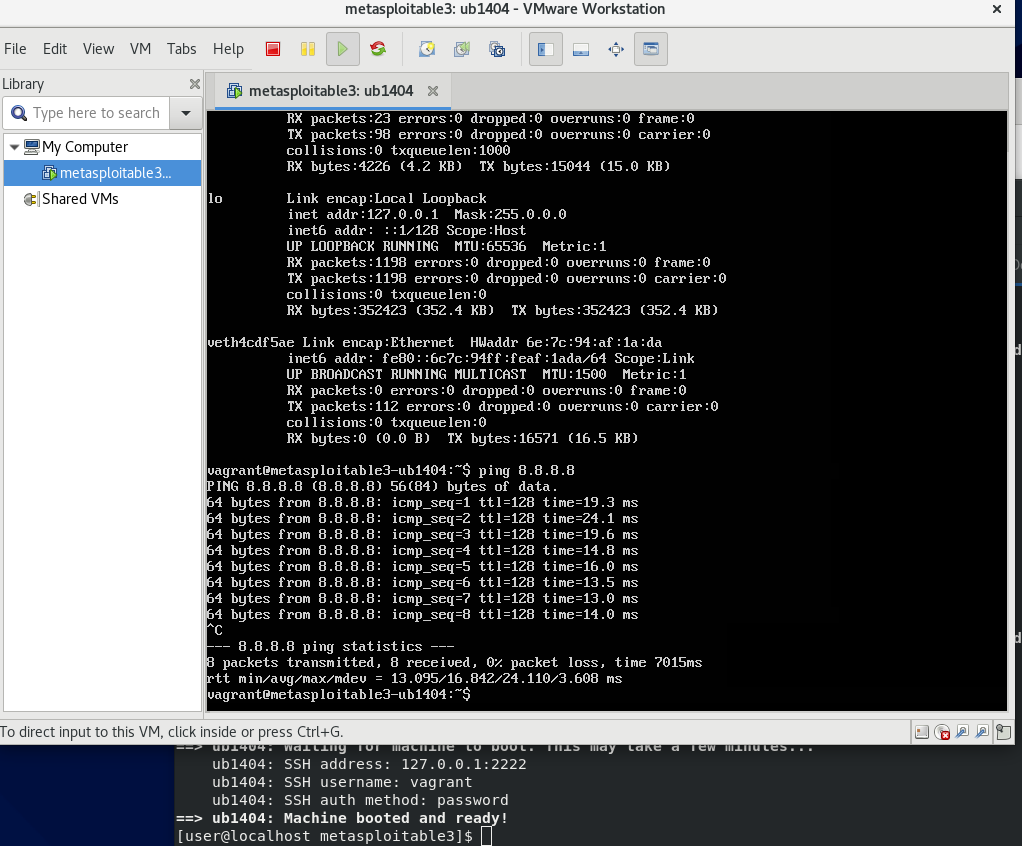 metasploitable3: ub1404 - VMware Workstation
File Edit View VM Tabs Help
Library
Type here to search
My Computer
metasploitable3...
Shared VMs
metasploitable3: ub1404
RX packets:23 errors:0 dropped:0 overruns:0 frame:0
TX packets:98 errors:0 dropped:0 overruns:0 carrier:0
collisions:0 txqueuelen:1000
RX bytes:4226 (4.2 KB)  TX bytes:15044 (15.0 KB)
lo        Link encap:Local Loopback
inet addr:127.0.0.1  Mask:255.0.0.0
inet6 addr: ::1/128 Scope:Host
UP LOOPBACK RUNNING  MTU:65536  Metric:1
RX packets:1198 errors:0 dropped:0 overruns:0 frame:0
TX packets:1198 errors:0 dropped:0 overruns:0 carrier:0
collisions:0 txqueuelen:0
RX bytes:352423 (352.4 KB)  TX bytes:352423 (352.4 KB)
veth4cdf5ae Link encap:Ethernet  HWaddr 6e:7c:94:af:1a:da
inet6 addr: fe80::6c7c:94ff:feaf:1ada/64 Scope:Link
UP BROADCAST RUNNING MULTICAST  MTU:1500  Metric:1
RX packets:0 errors:0 dropped:0 overruns:0 frame:0
TX packets:112 errors:0 dropped:0 overruns:0 carrier:0
collisions:0 txqueuelen:0
RX bytes:0 (0.0 B)  TX bytes:16571 (16.5 KB)
vagrant@metasploitable3-ub1404:~$ ping 8.8.8.8
PING 8.8.8.8 (8.8.8.8) 56(84) bytes of data.
64 bytes from 8.8.8.8: icmp_seq=1 ttl=128 time=19.3 ms
64 bytes from 8.8.8.8: icmp_seq=2 ttl=128 time=24.1 ms
64 bytes from 8.8.8.8: icmp_seq=3 ttl=128 time=19.6 ms
64 bytes from 8.8.8.8: icmp_seq=4 ttl=128 time=14.8 ms
64 bytes from 8.8.8.8: icmp_seq=5 ttl=128 time=16.0 ms
64 bytes from 8.8.8.8: icmp_seq=6 ttl=128 time=13.5 ms
64 bytes from 8.8.8.8: icmp_seq=7 ttl=128 time=13.0 ms
64 bytes from 8.8.8.8: icmp_seq=8 ttl=128 time=14.0 ms
^C
--- 8.8.8.8 ping statistics ---
8 packets transmitted, 8 received, 0% packet loss, time 7015ms
rtt min/avg/max/mdev = 13.095/16.842/24.110/3.608 ms
vagrant@metasploitable3-ub1404:~$
To direct input to this VM, click inside or press Ctrl+G.
==> ub1404: Waiting for machine to boot. This may take a few minutes...
ub1404: SSH address: 127.0.0.1:2222
ub1404: SSH username: vagrant
ub1404: SSH auth method: password
==> ub1404: Machine booted and ready!
[user@localhost metasploitable3]$